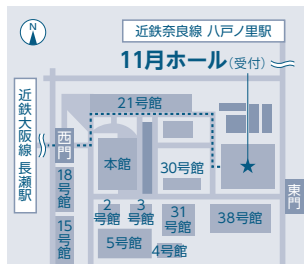 N
近鉄奈良線 八戸ノ里駅
11月ホール(受付)
近鉄大阪線 長瀬駅
21号館
西門
本館
30号館
18号館
2号館
3号館
31号館
38号館
東門
15号館
5号館
4号館